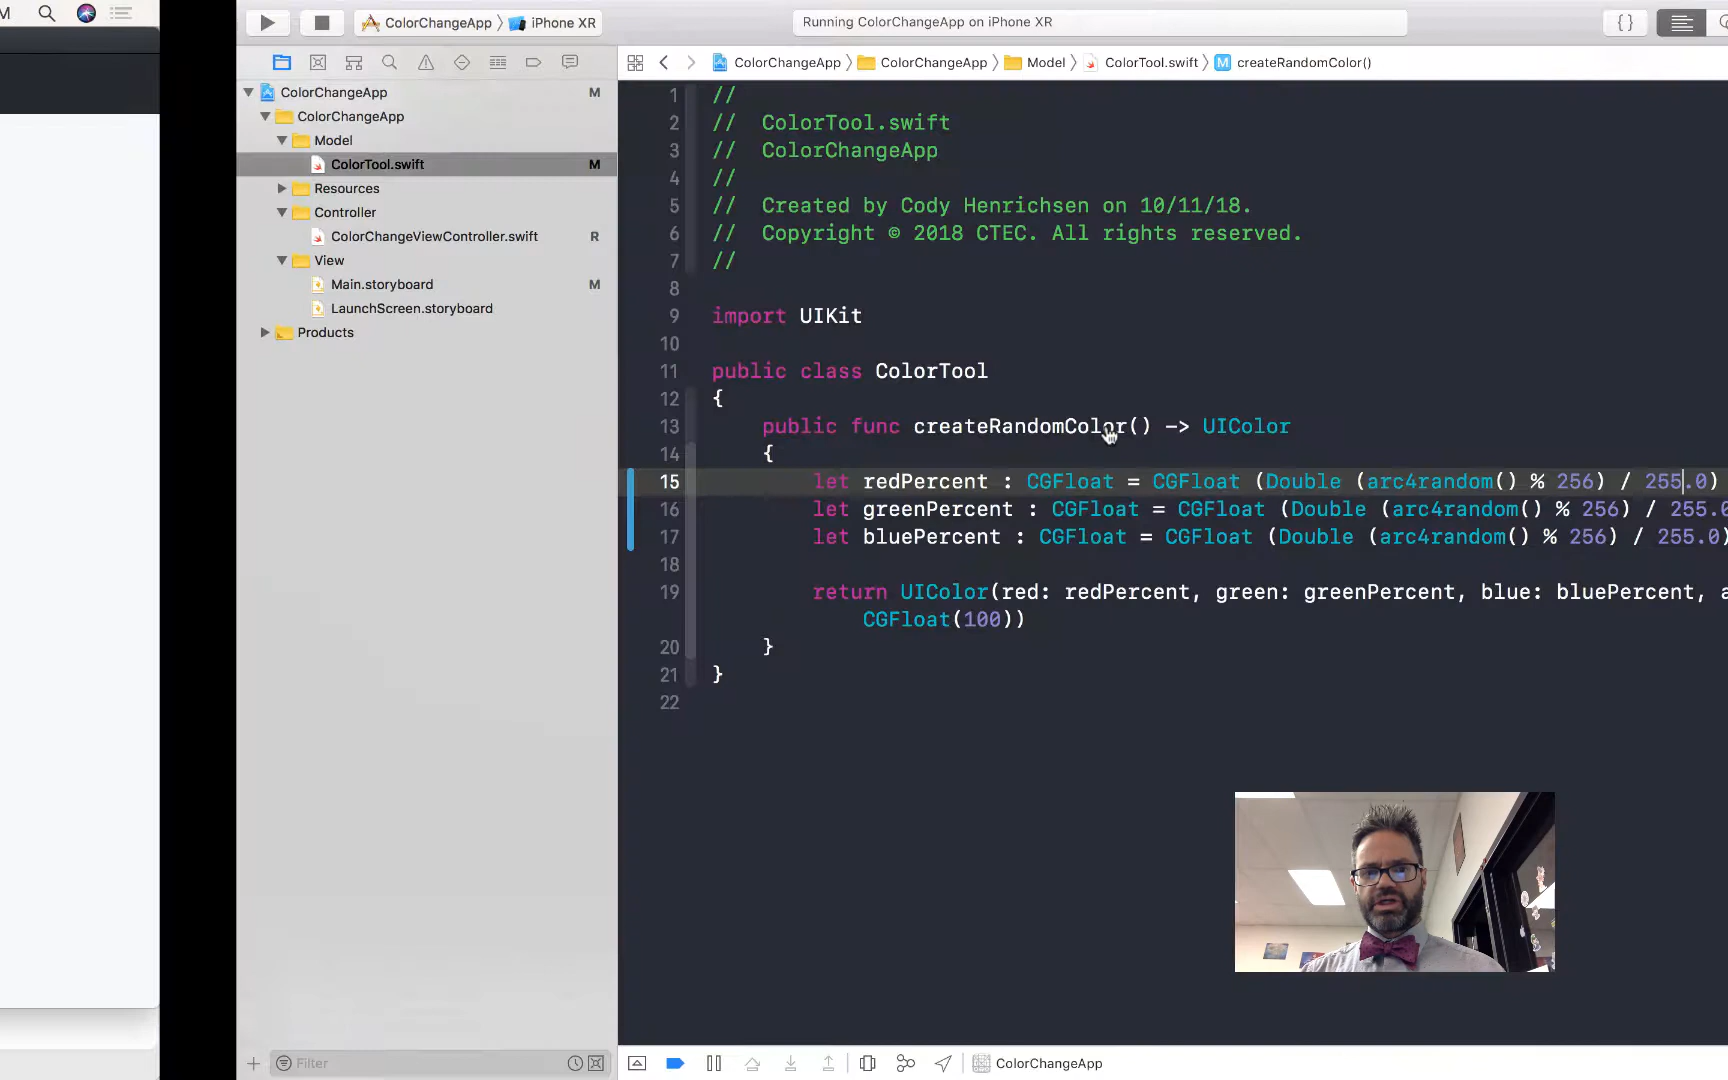 M
ColorChangeApp iPhone XR
Running ColorChangeApp on iPhone XR
{ }
ColorChangeApp ColorChangeApp Model ColorTool.swift M createRandomColor()
ColorChangeApp M
ColorChangeApp
Model
ColorTool.swift M
Resources
Controller
ColorChangeViewController.swift R
View
Main.storyboard M
LaunchScreen.storyboard
Products
1 //
2 // ColorTool.swift
3 // ColorChangeApp
4 //
5 // Created by Cody Henrichsen on 10/11/18.
6 // Copyright © 2018 CTEC. All rights reserved.
7 //
8
9 import UIKit
10
11 public class ColorTool
12 {
13 public func createRandomColor() -> UIColor
14 {
15 let redPercent : CGFloat = CGFloat (Double (arc4random() % 256) / 255.0)
16 let greenPercent : CGFloat = CGFloat (Double (arc4random() % 256) / 255.0
17 let bluePercent : CGFloat = CGFloat (Double (arc4random() % 256) / 255.0)
18
19 return UIColor(red: redPercent, green: greenPercent, blue: bluePercent, a
CGFloat(100))
20 }
21 }
22
Filter
ColorChangeApp